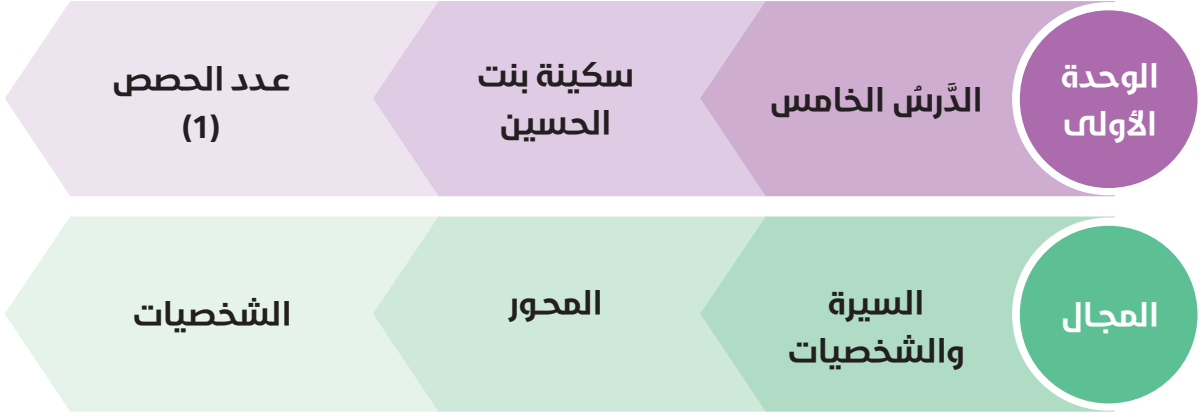 الوحدة
الأولى
الدَّرسُ الخامس
سكينة بنت
الحسين
عدد الحصص
(1)
المجال
السيرة
والشخصيات
المحور
الشخصيات